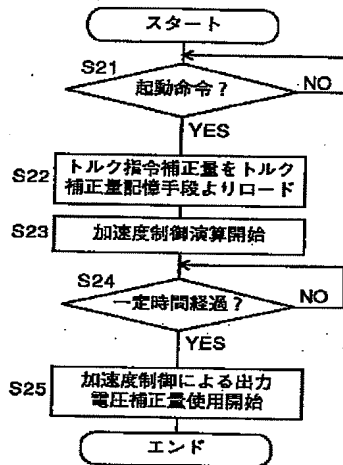 スタート
S21
起動命令?
NO
YES
S22
トルク指令補正量をトルク
補正量記憶手段よりロード
S23
加速度制御演算開始
S24
一定時間経過?
NO
YES
S25
加速度制御による出力
電圧補正量使用開始
エンド